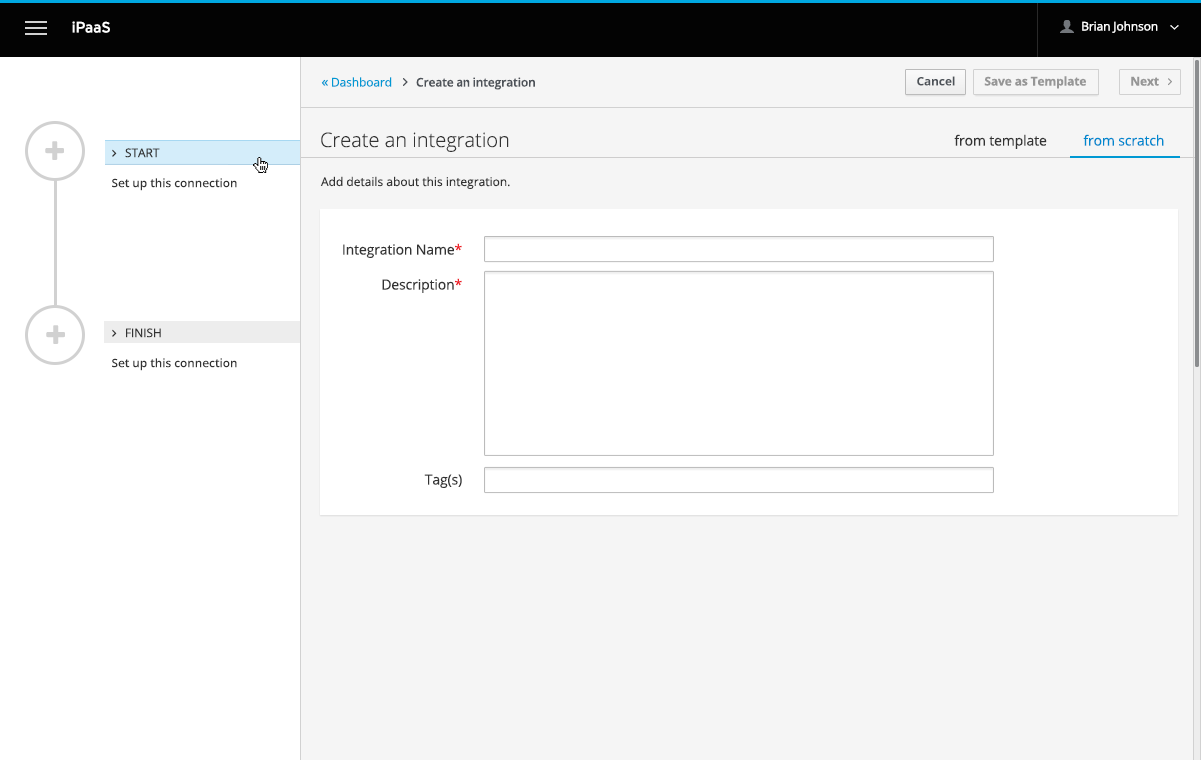 iPaaS
Brian Johnson
« Dashboard > Create an integration
Cancel
Save as Template
Next >
> START
Set up this connection
> FINISH
Set up this connection
Create an integration
from template
from scratch
Add details about this integration.
Integration Name*
Description*
Tag(s)